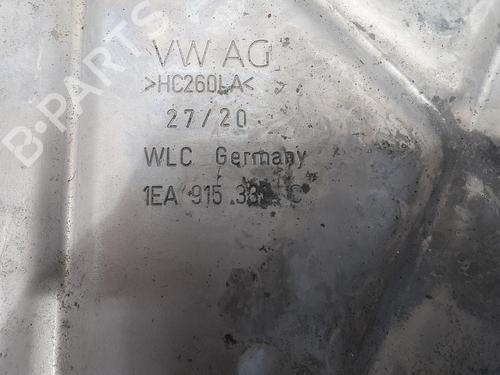 VW AG
>HC260LA<
27/20
WLC Germany
1EA 915 C
B-PARTS